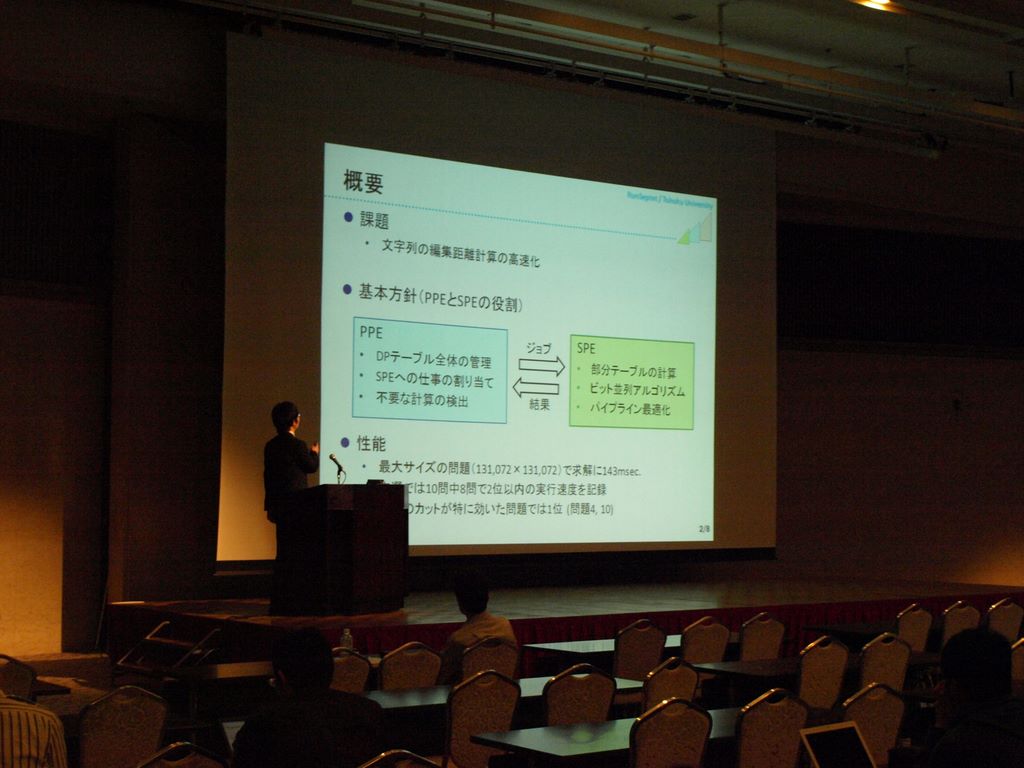 概要
/ Tohoku University
● 課題
• 文字列の編集距離計算の高速化
● 基本方針(PPEとSPEの役割)
PPE
• DPテーブル全体の管理
• SPEへの仕事の割り当て
• 不要な計算の検出
ジョブ
結果
SPE
• 部分テーブルの計算
• ビット並列アルゴリズム
• パイプライン最適化
● 性能
• 最大サイズの問題(131,072×131,072)で求解に143msec.
では10問中8問で2位以内の実行速度を記録
のカットが特に効いた問題では1位 (問題4, 10)
2/8